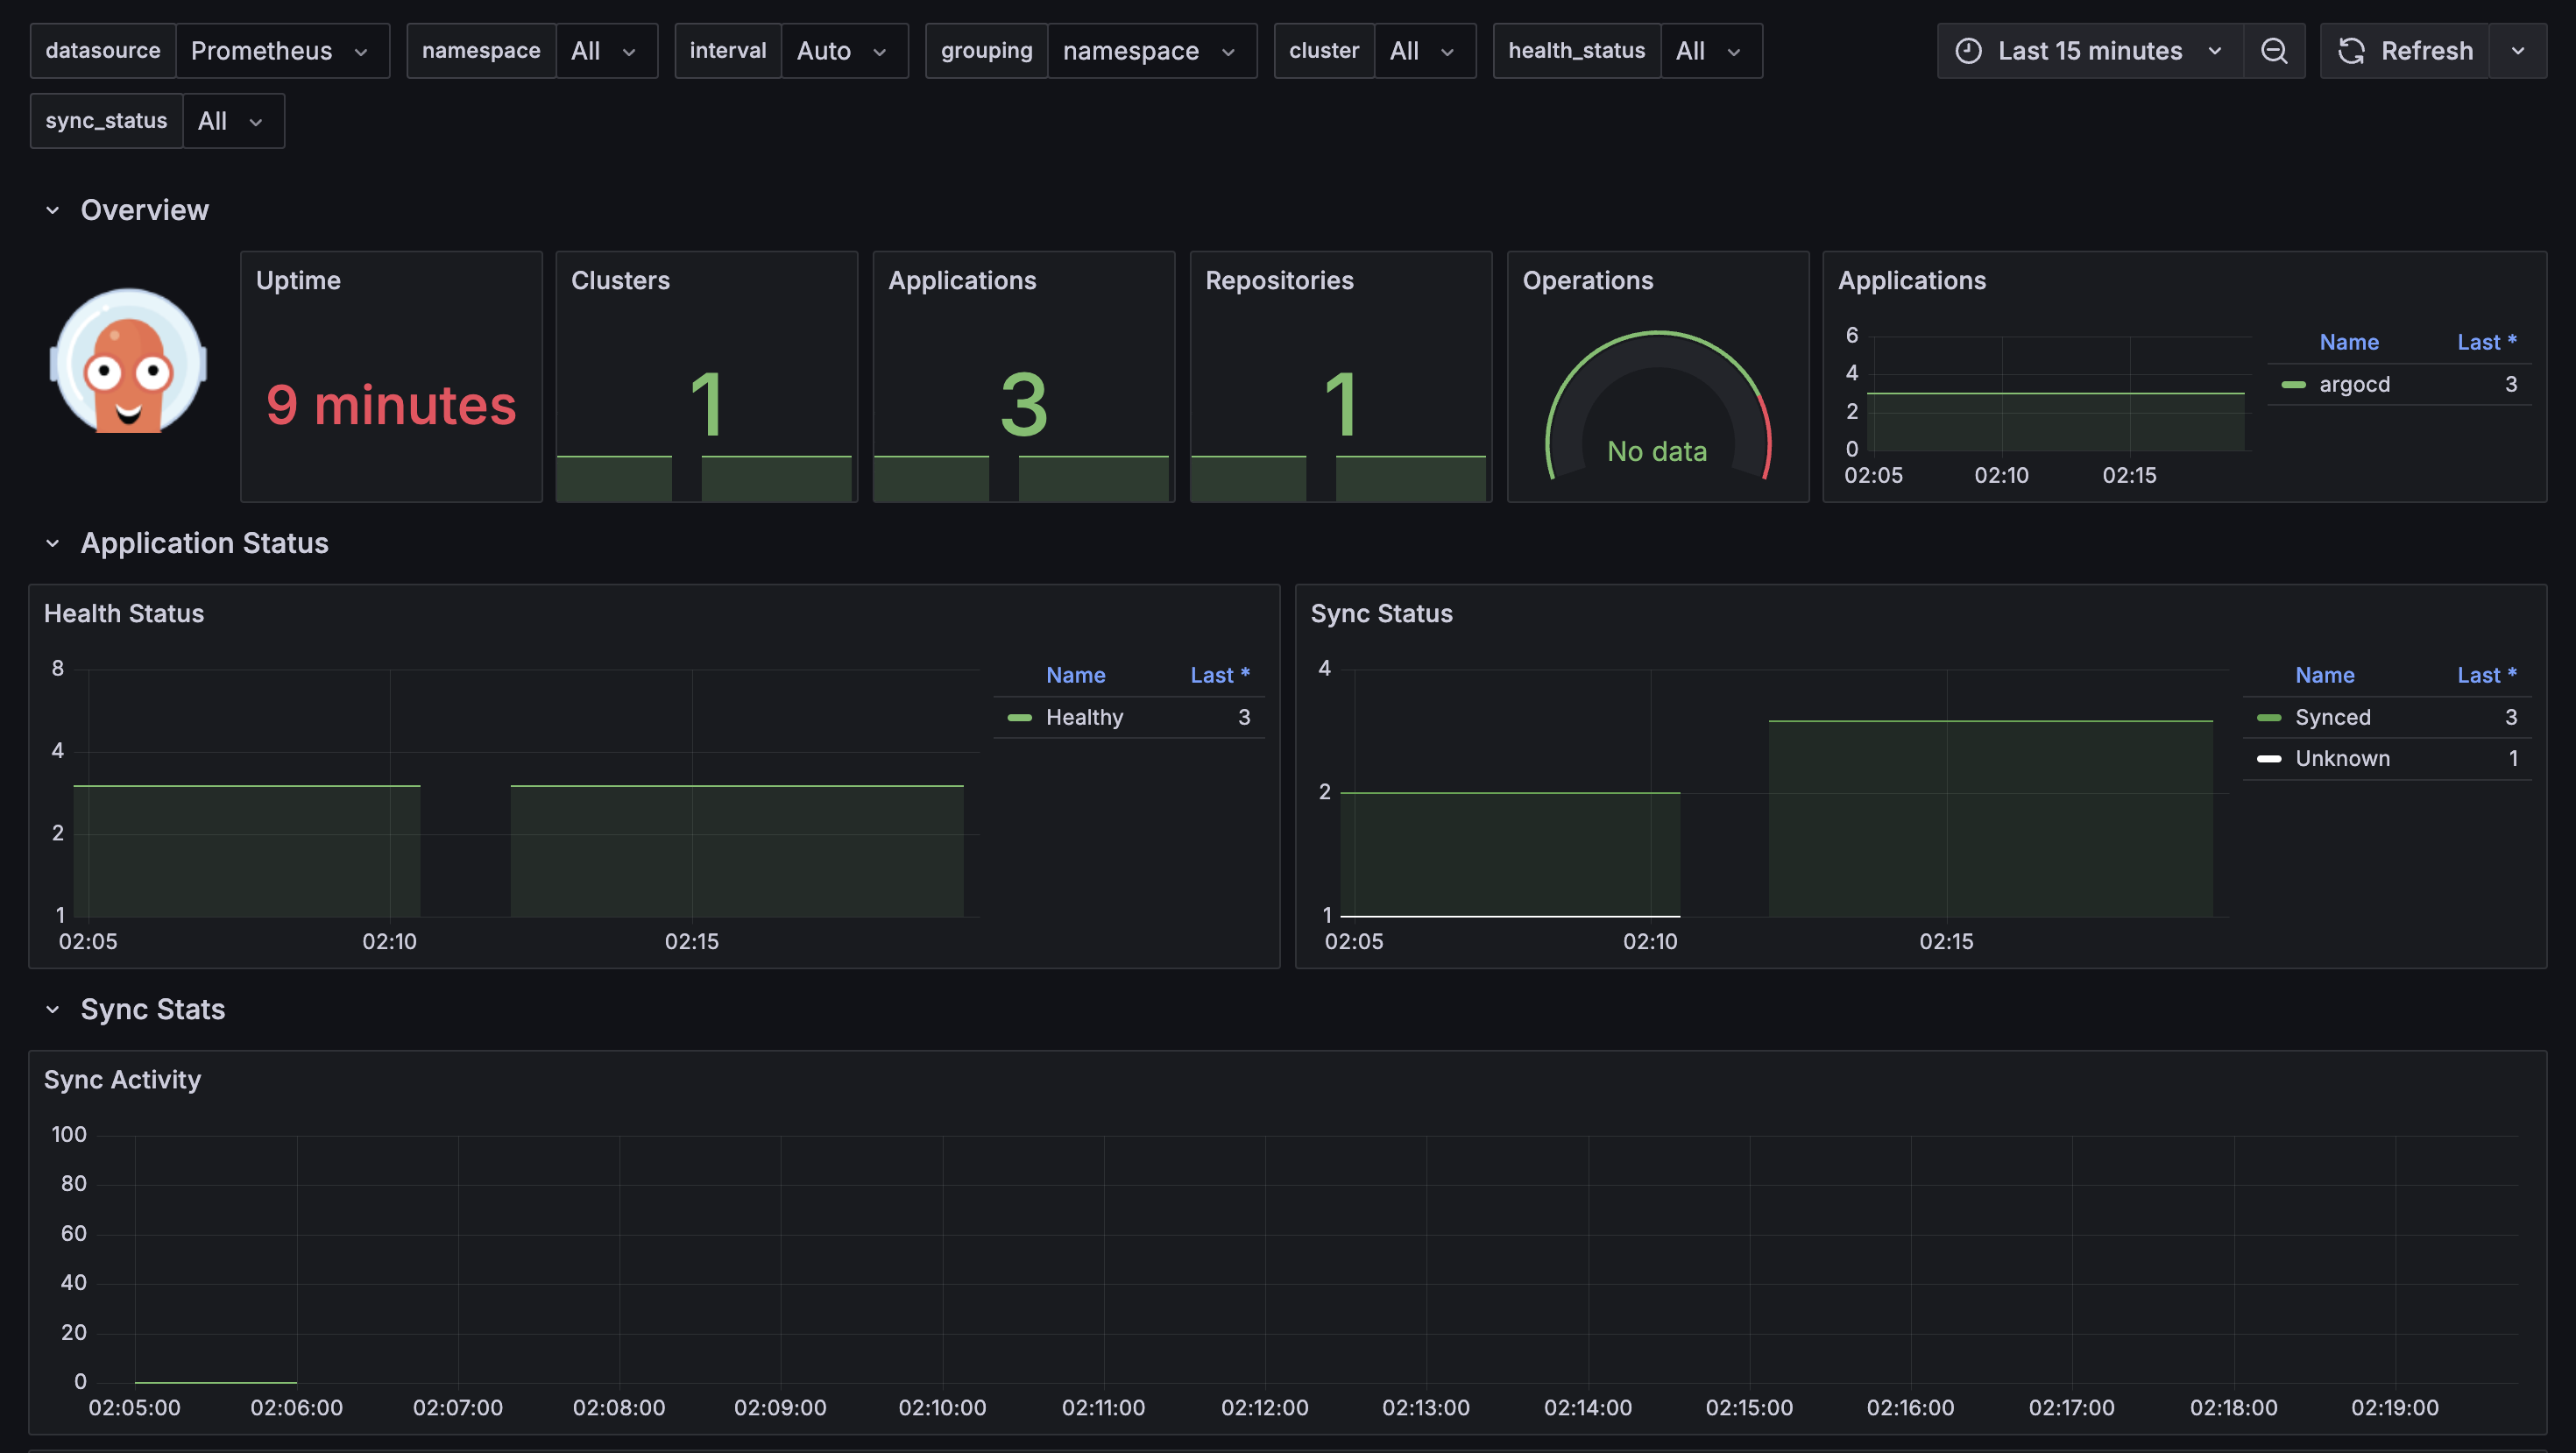 datasource Prometheus namespace All interval Auto grouping namespace cluster All health_status All Last 15 minutes Refresh
sync_status All
Overview
Uptime
9 minutes
Clusters
1
Applications
3
Repositories
1
Operations
No data
Applications
6
4
2
0
02:05 02:10 02:15
Name Last *
argocd 3
Application Status
Health Status
8
4
2
1
02:05 02:10 02:15
Name Last *
Healthy 3
Sync Status
4
2
1
02:05 02:10 02:15
Name Last *
Synced 3
Unknown 1
Sync Stats
Sync Activity
100
80
60
40
20
0
02:05:00 02:06:00 02:07:00 02:08:00 02:09:00 02:10:00 02:11:00 02:12:00 02:13:00 02:14:00 02:15:00 02:16:00 02:17:00 02:18:00 02:19:00